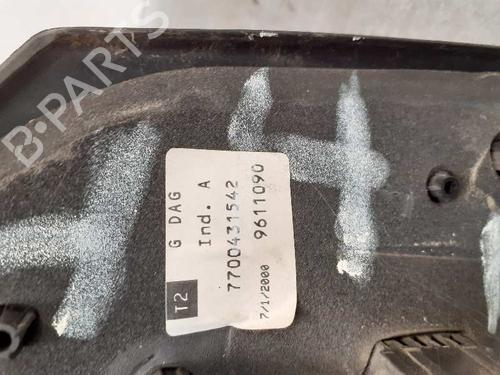 B-PARTS
G DAG
Ind. A
7700431542
T2
7/1/2000 9611090